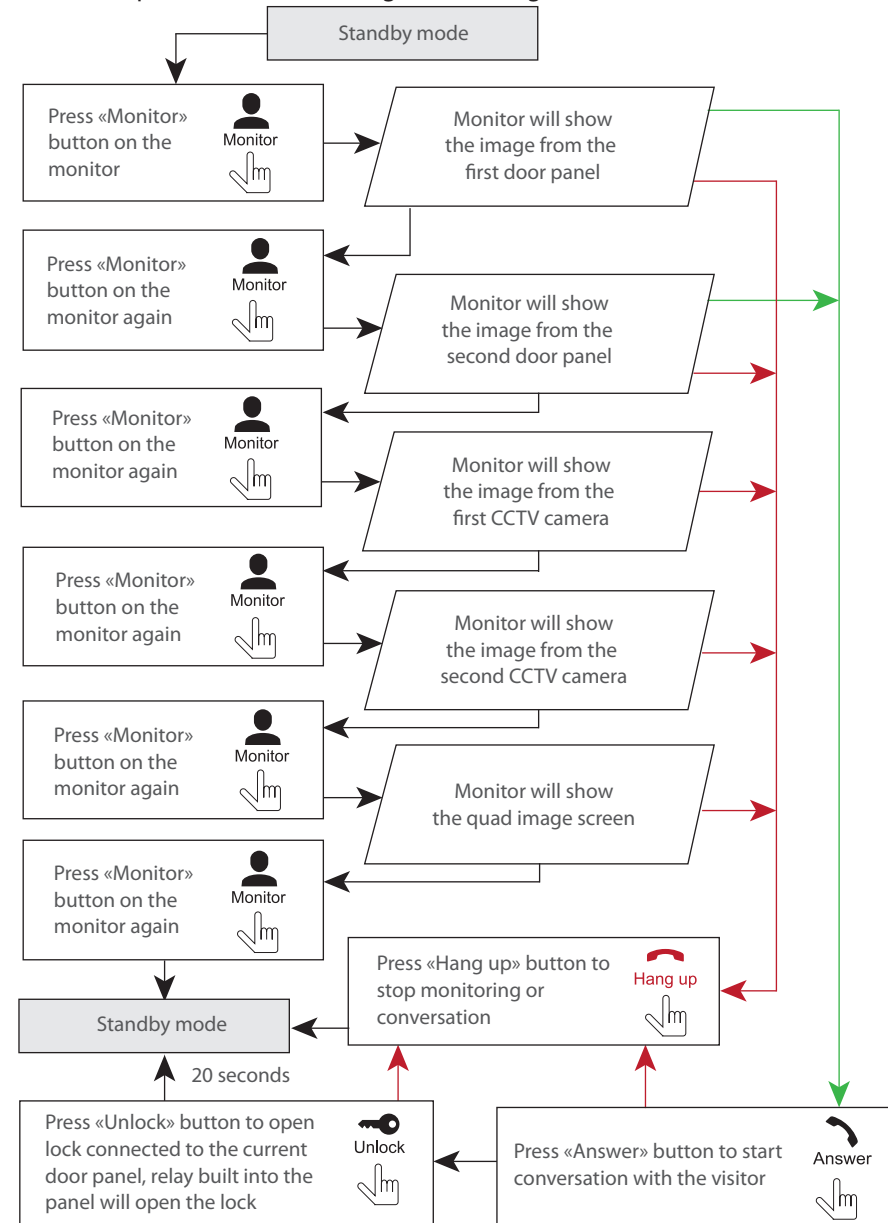 Standby mode
Press «Monitor»
button on the
monitor
Monitor
Monitor will show
the image from the
first door panel
Press «Monitor»
button on the
monitor again
Monitor
Monitor will show
the image from the
second door panel
Press «Monitor»
button on the
monitor again
Monitor
Monitor will show
the image from the
first CCTV camera
Press «Monitor»
button on the
monitor again
Monitor
Monitor will show
the image from the
second CCTV camera
Press «Monitor»
button on the
monitor again
Monitor
Monitor will show
the quad image screen
Press «Monitor»
button on the
monitor again
Monitor
Press «Hang up» button to
stop monitoring or
conversation
Hang up
Standby mode
20 seconds
Press «Unlock» button to open
lock connected to the current
door panel, relay built into the
panel will open the lock
Unlock
Press «Answer» button to start
conversation with the visitor
Answer